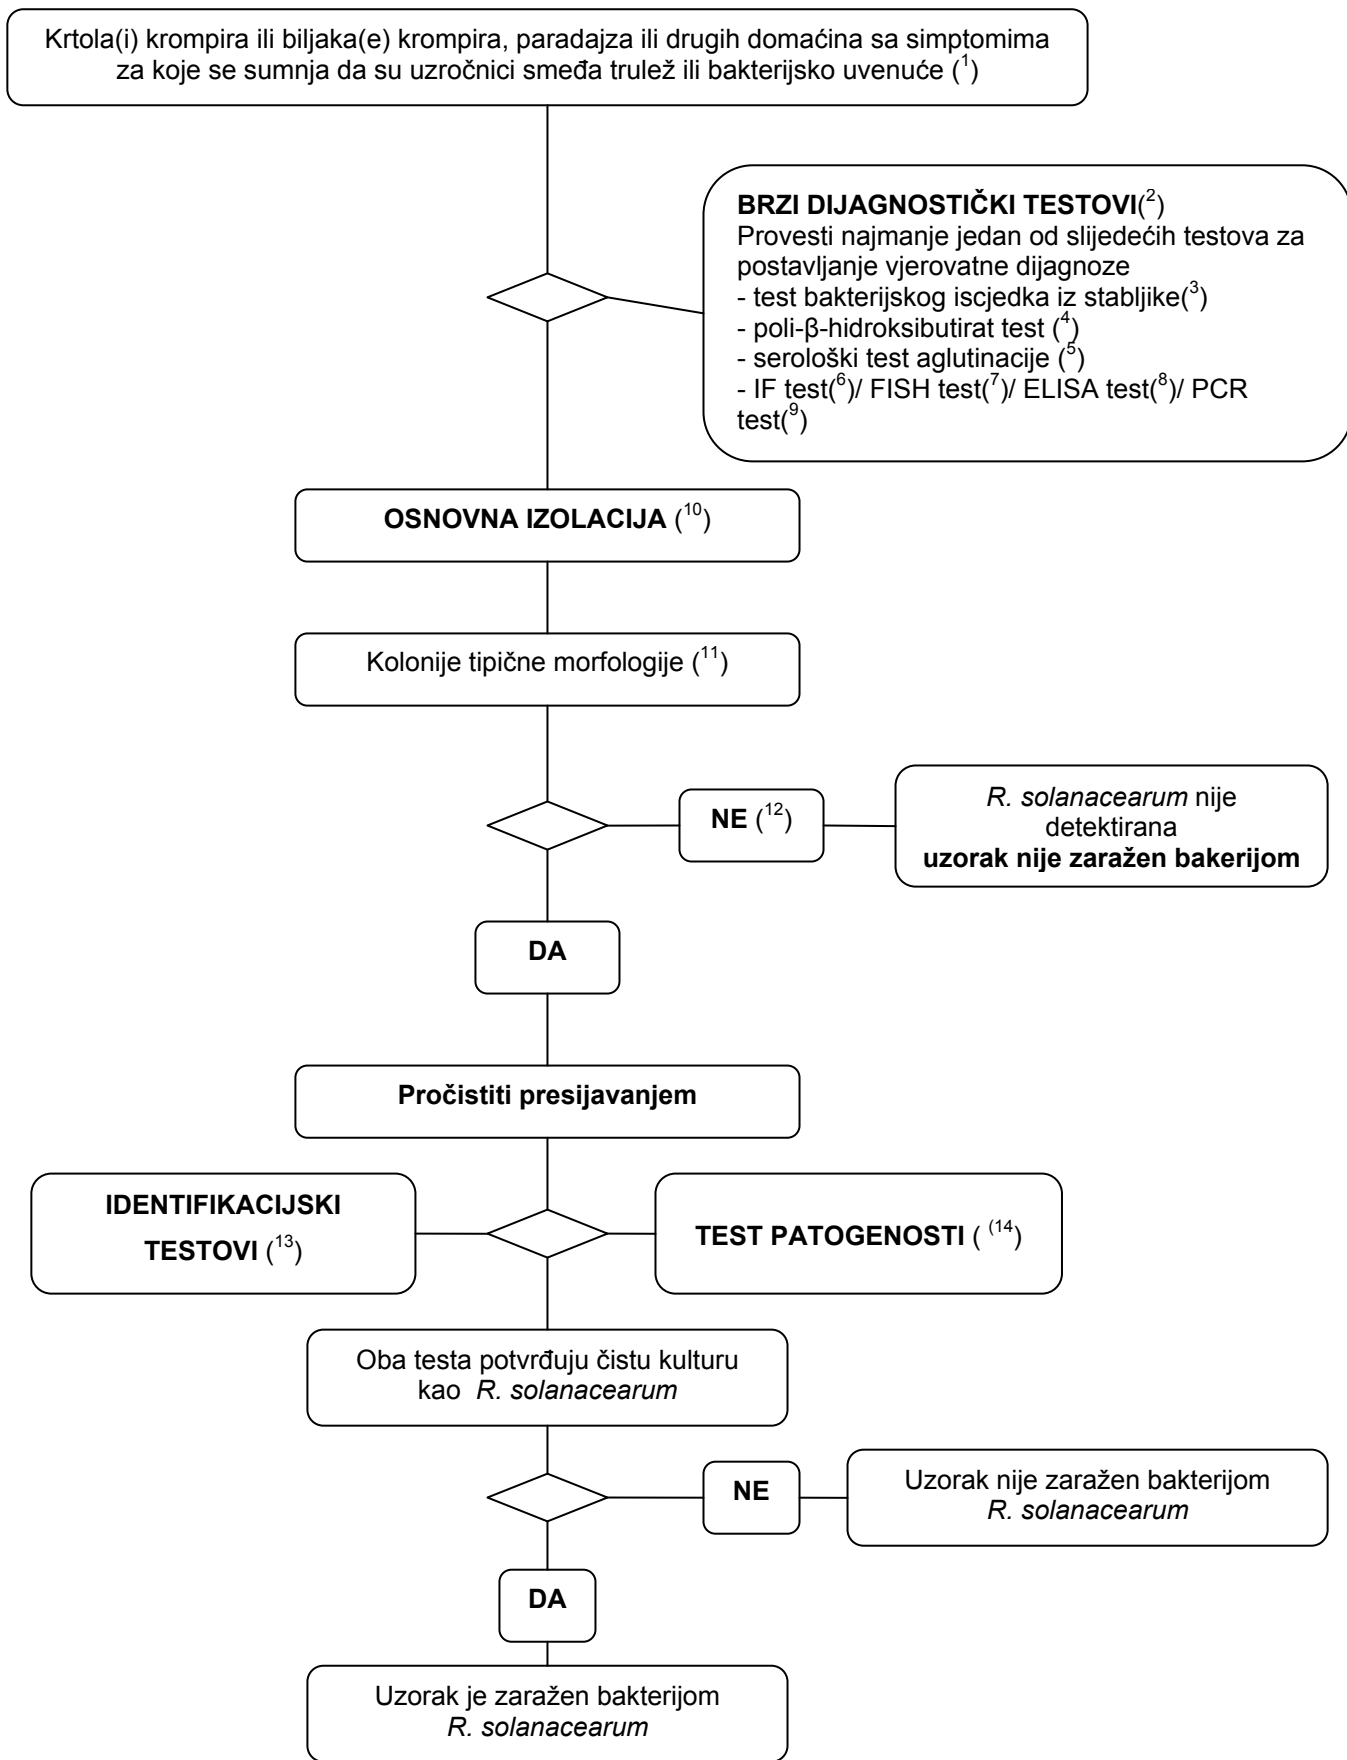 Krtola(i) krompira ili biljaka(e) krompira, paradajza ili drugih domaćina sa simptomima
za koje se sumnja da su uzročnici smeđa trulež ili bakterijsko uvenuće (1)
BRZI DIJAGNOSTIČKI TESTOVI(2)
Provesti najmanje jedan od slijedećih testova za
postavljanje vjerovatne dijagnoze
- test bakterijskog iscjedka iz stabljike(3)
- poli-β-hidroksibutirat test (4)
- serološki test aglutinacije (5)
- IF test(6)/ FISH test(7)/ ELISA test(8)/ PCR
test(9)
OSNOVNA IZOLACIJA (10)
Kolonije tipične morfologije (11)
NE (12)
R. solanacearum nije
detektirana
uzorak nije zaražen bakerijom
DA
Pročistiti presijavanjem
IDENTIFIKACIJSKI
TESTOVI (13)
TEST PATOGENOSTI ( (14)
Oba testa potvrđuju čistu kulturu
kao R. solanacearum
NE
Uzorak nije zaražen bakterijom
R. solanacearum
DA
Uzorak je zaražen bakterijom
R. solanacearum